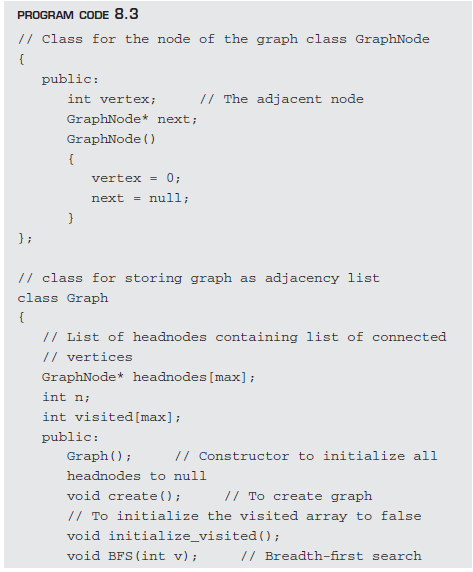 PROGRAM CODE 8.3
// Class for the node of the graph class GraphNode
{
public:
int vertex; // The adjacent node
GraphNode* next;
GraphNode()
{
vertex = 0;
next = null;
}
};
// class for storing graph as adjacency list
class Graph
{
// List of headnodes containing list of connected
// vertices
GraphNode* headnodes[max];
int n;
int visited[max];
public:
Graph(); // Constructor to initialize all
headnodes to null
void create(); // To create graph
// To initialize the visited array to false
void initialize_visited();
void BFS(int v); // Breadth-first search